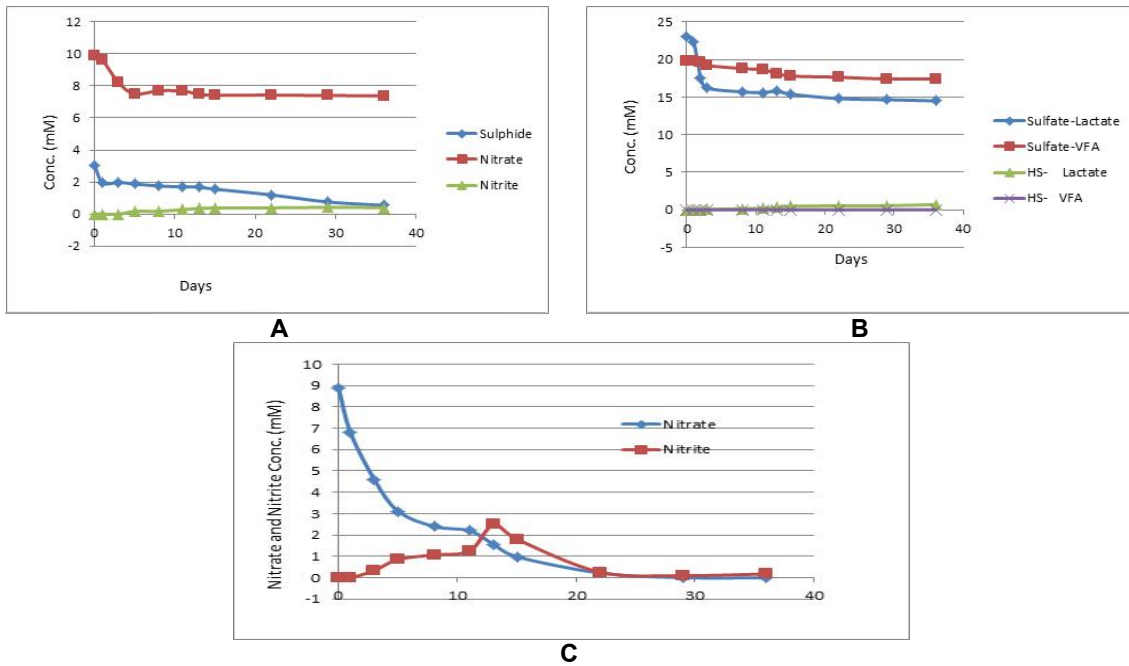 12
10
8
6
4
2
0
-2
Conc. (mM)
0 10 20 30 40
Days
Sulphide
Nitrate
Nitrite
A
25
20
15
10
5
0
-5
Conc. (mM)
0 10 20 30 40
Days
Sulfate-Lactate
Sulfate-VFA
HS- Lactate
HS- VFA
B
10
9
8
7
6
5
4
3
2
1
0
-1
Nitrate and Nitrite Conc. (mM)
0 10 20 30 40
Nitrate
Nitrite
C